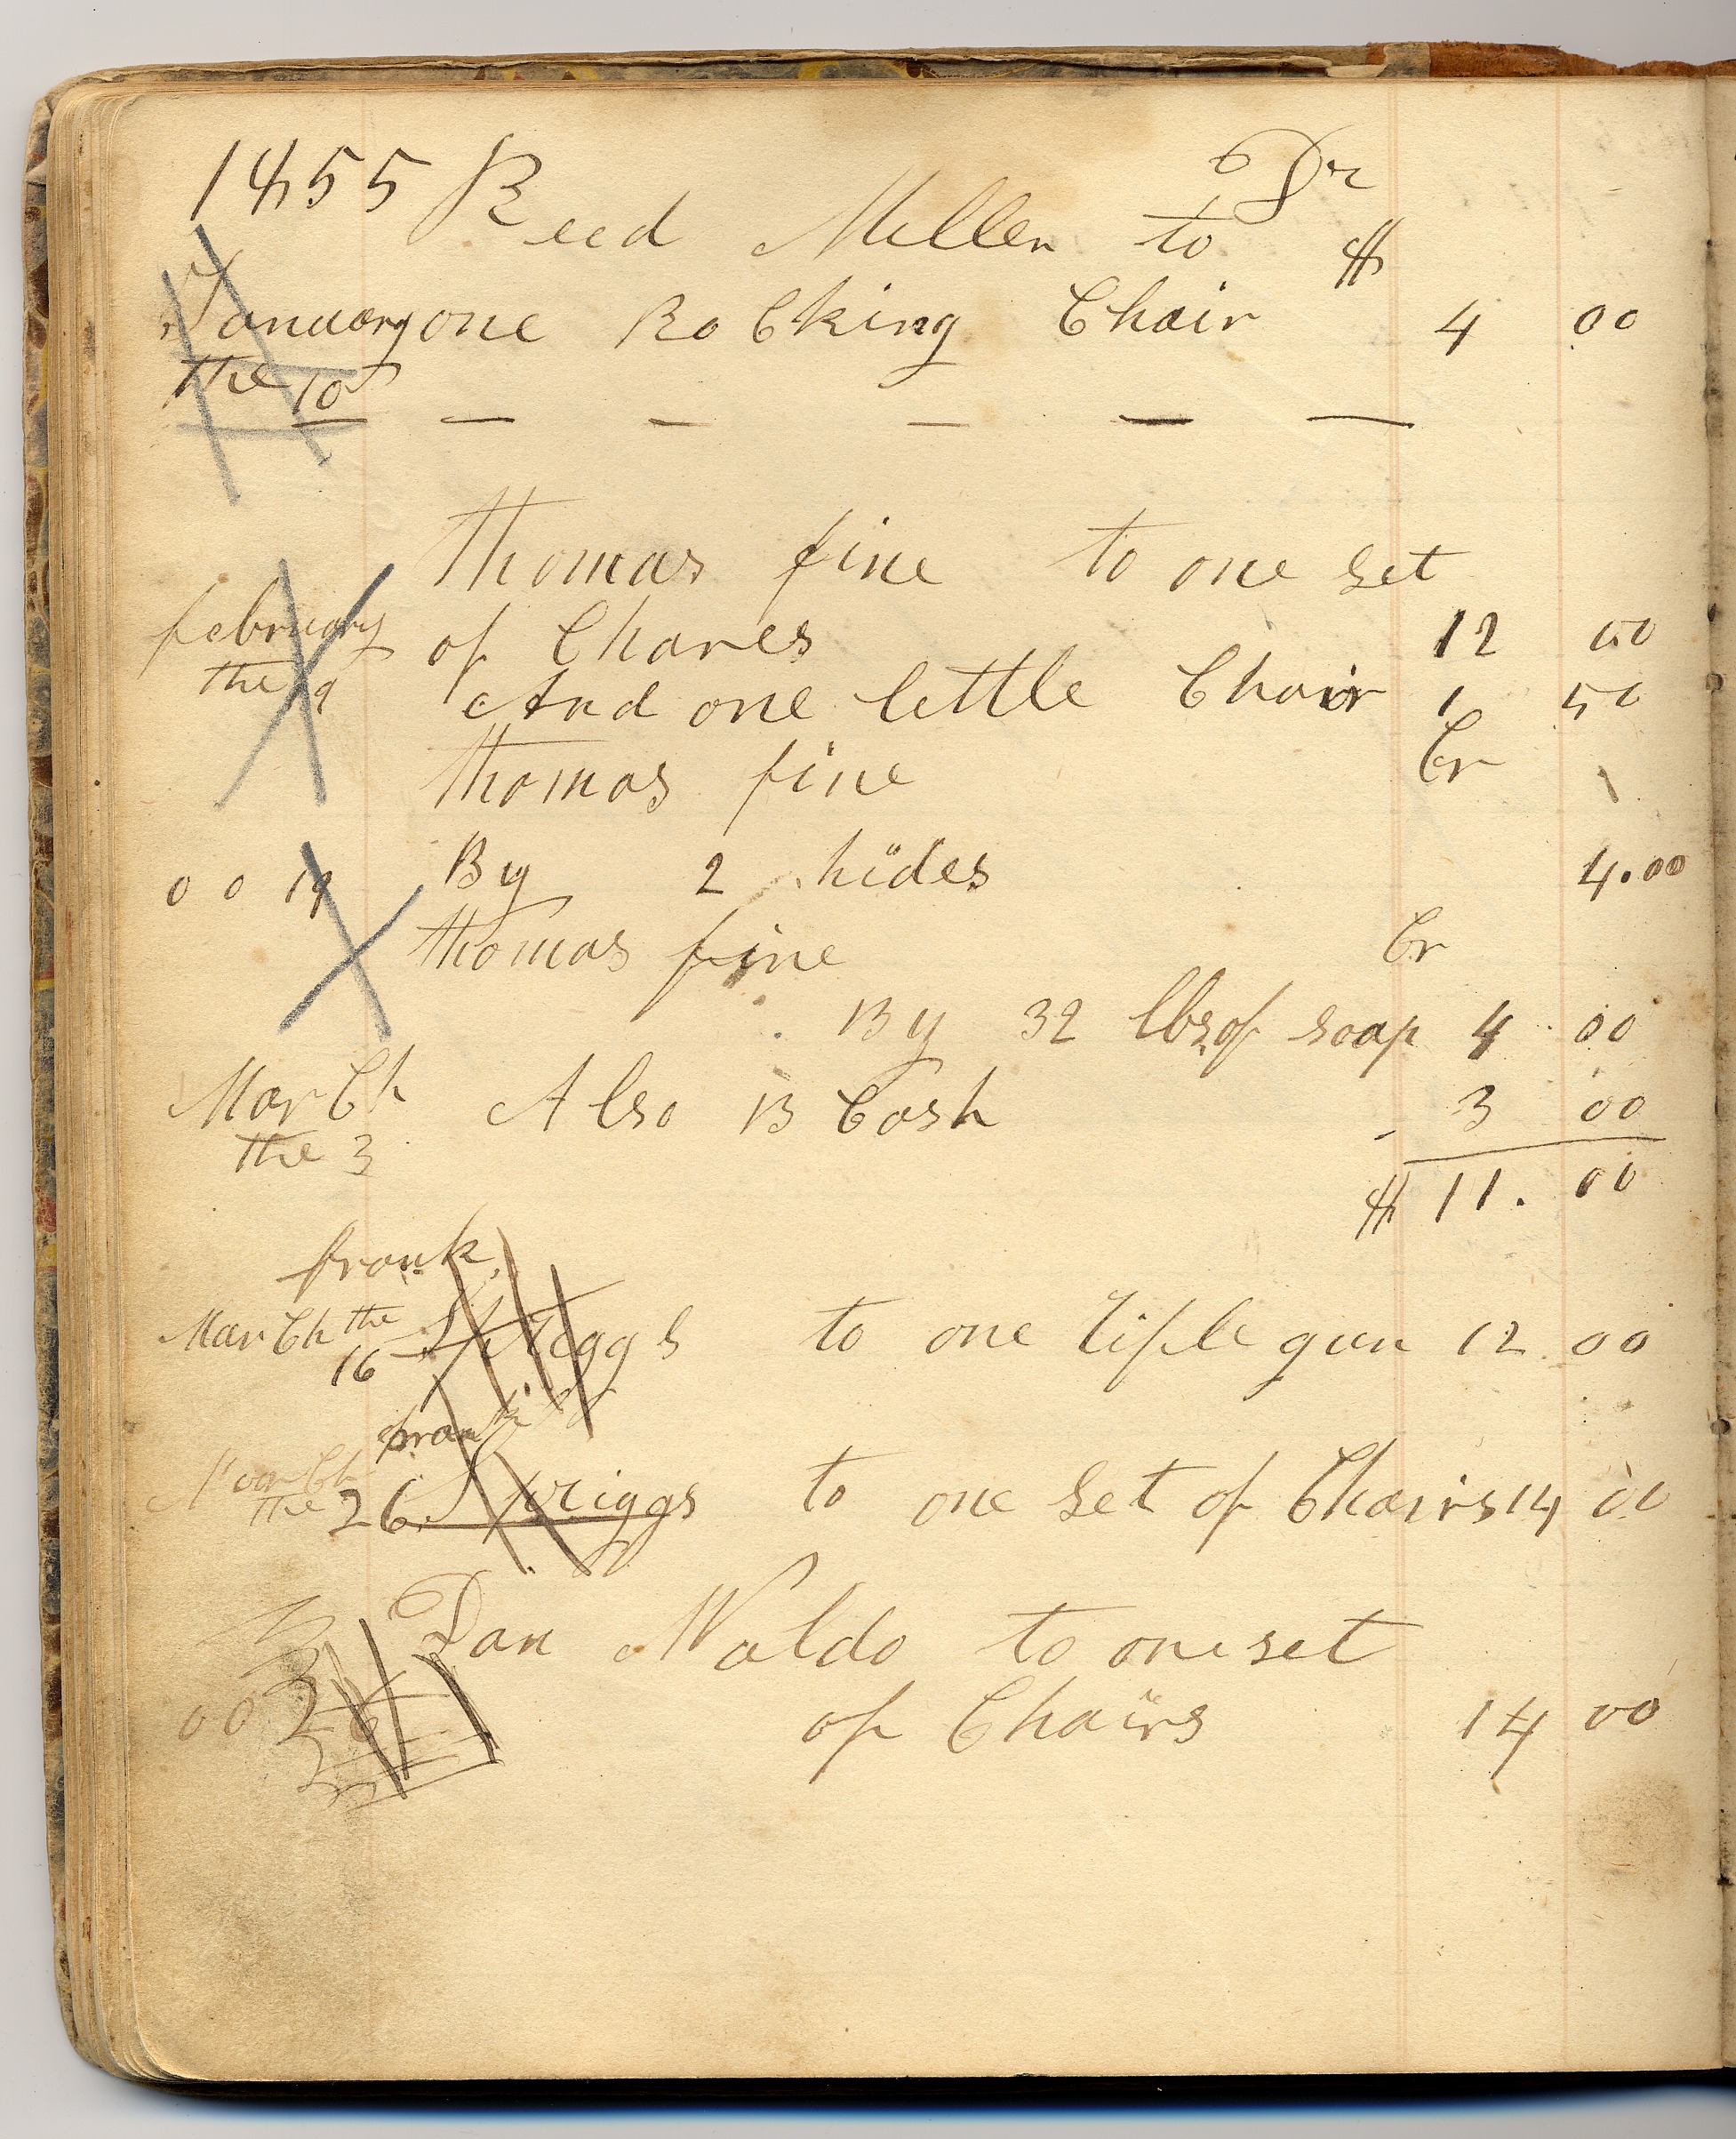 1855 Reed Miller to Dr
$
January one RoCking Chair 4 00
the 10
thomas fine to one set
february of Chares 12 00
the 9 And one little Chair 1 50
thomas fine Cr
0 0 19 By 2 hides 4.00
thomas fine Cr
By 32 lbs of soap 4 00
MarCh Also B Cash 3 00
the 3
$ 11.00
frank
MarCh the 16 Spriggs to one rifle gun 12 00
frank
MarCh the 26 Spriggs to one set of Chairs 14 00
Dan Waldo to one set
00 26 of Chairs 14 00